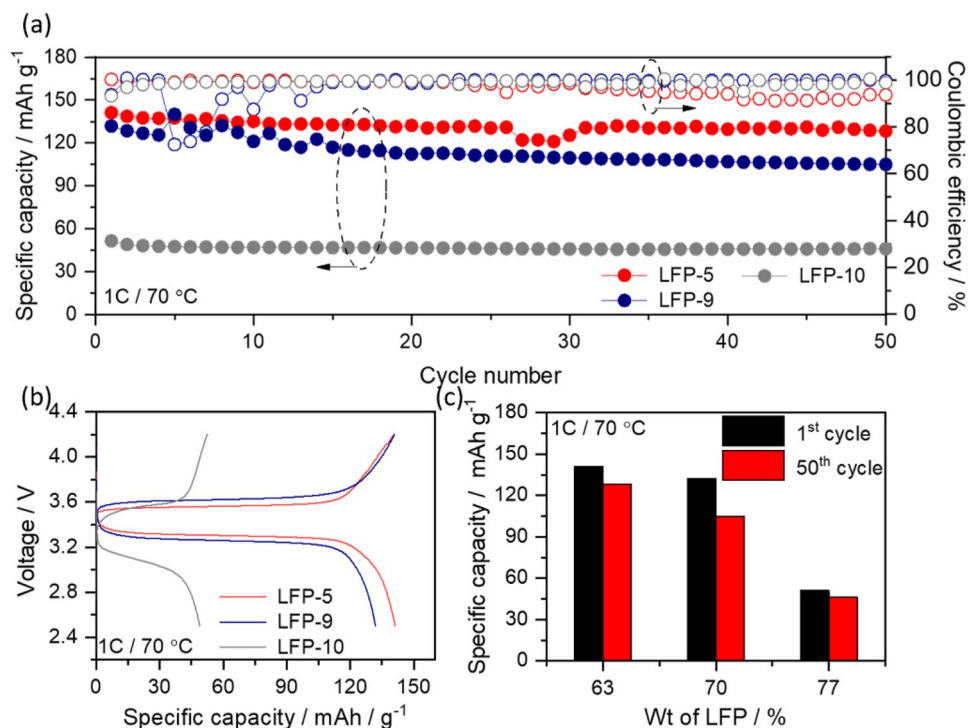 (a)
180
150
120
90
60
30
0
Specific capacity / mAh g-1
100
80
60
40
20
0
Coulombic efficiency / %
1C / 70 °C
LFP-5
LFP-10
LFP-9
0
10
20
30
40
50
Cycle number
(b)
4.4
4.0
3.6
3.2
2.8
2.4
Voltage / V
LFP-5
LFP-9
LFP-10
1C / 70 °C
0
30
60
90
120
150
Specific capacity / mAh g-1
(c)
180
150
120
90
60
30
0
Specific capacity / mAh g-1
1C / 70 °C
1st cycle
50th cycle
63
70
77
Wt of LFP / %